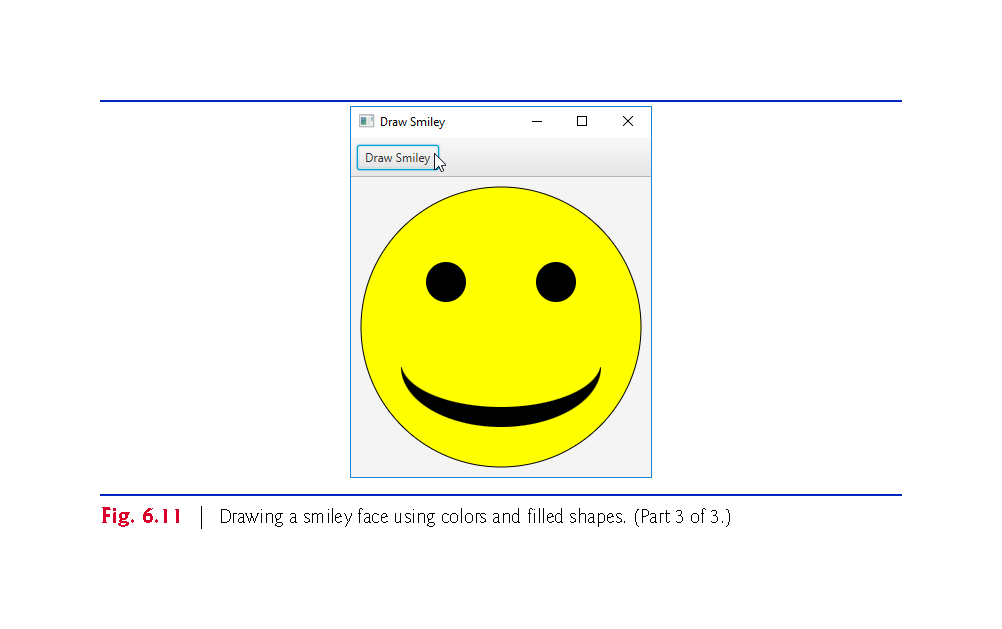 Draw Smiley
Draw Smiley
Fig. 6.11 | Drawing a smiley face using colors and filled shapes. (Part 3 of 3.)